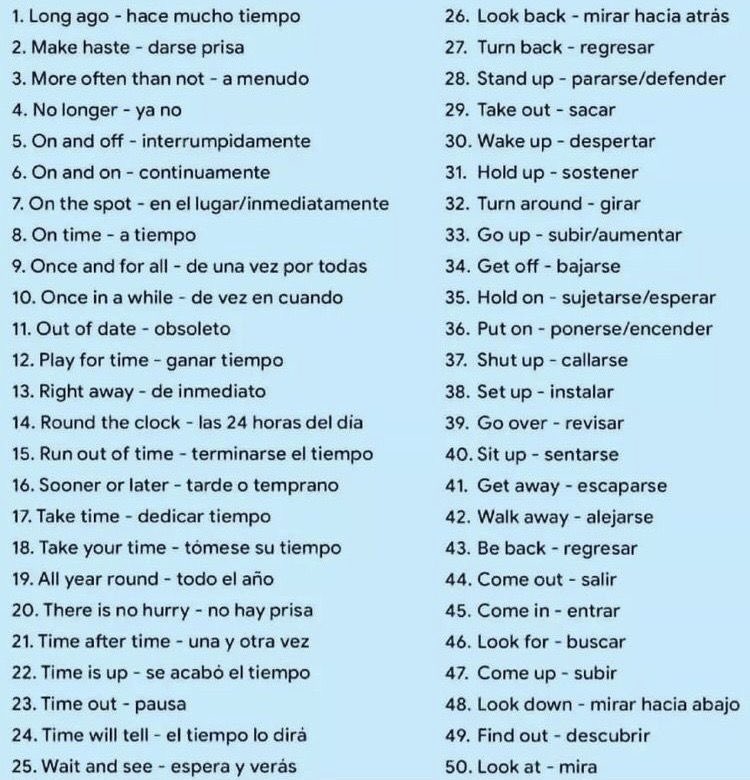 1. Long ago - hace mucho tiempo
2. Make haste - darse prisa
3. More often than not - a menudo
4. No longer - ya no
5. On and off - interrumpidamente
6. On and on - continuamente
7. On the spot - en el lugar/inmediatamente
8. On time - a tiempo
9. Once and for all - de una vez por todas
10. Once in a while - de vez en cuando
11. Out of date - obsoleto
12. Play for time - ganar tiempo
13. Right away - de inmediato
14. Round the clock - las 24 horas del día
15. Run out of time - terminarse el tiempo
16. Sooner or later - tarde o temprano
17. Take time - dedicar tiempo
18. Take your time - tómese su tiempo
19. All year round - todo el año
20. There is no hurry - no hay prisa
21. Time after time - una y otra vez
22. Time is up - se acabó el tiempo
23. Time out - pausa
24. Time will tell - el tiempo lo dirá
25. Wait and see - espera y verás
26. Look back - mirar hacia atrás
27. Turn back - regresar
28. Stand up - pararse/defender
29. Take out - sacar
30. Wake up - despertar
31. Hold up - sostener
32. Turn around - girar
33. Go up - subir/aumentar
34. Get off - bajarse
35. Hold on - sujetarse/esperar
36. Put on - ponerse/encender
37. Shut up - callarse
38. Set up - instalar
39. Go over - revisar
40. Sit up - sentarse
41. Get away - escaparse
42. Walk away - alejarse
43. Be back - regresar
44. Come out - salir
45. Come in - entrar
46. Look for - buscar
47. Come up - subir
48. Look down - mirar hacia abajo
49. Find out - descubrir
50. Look at - mira